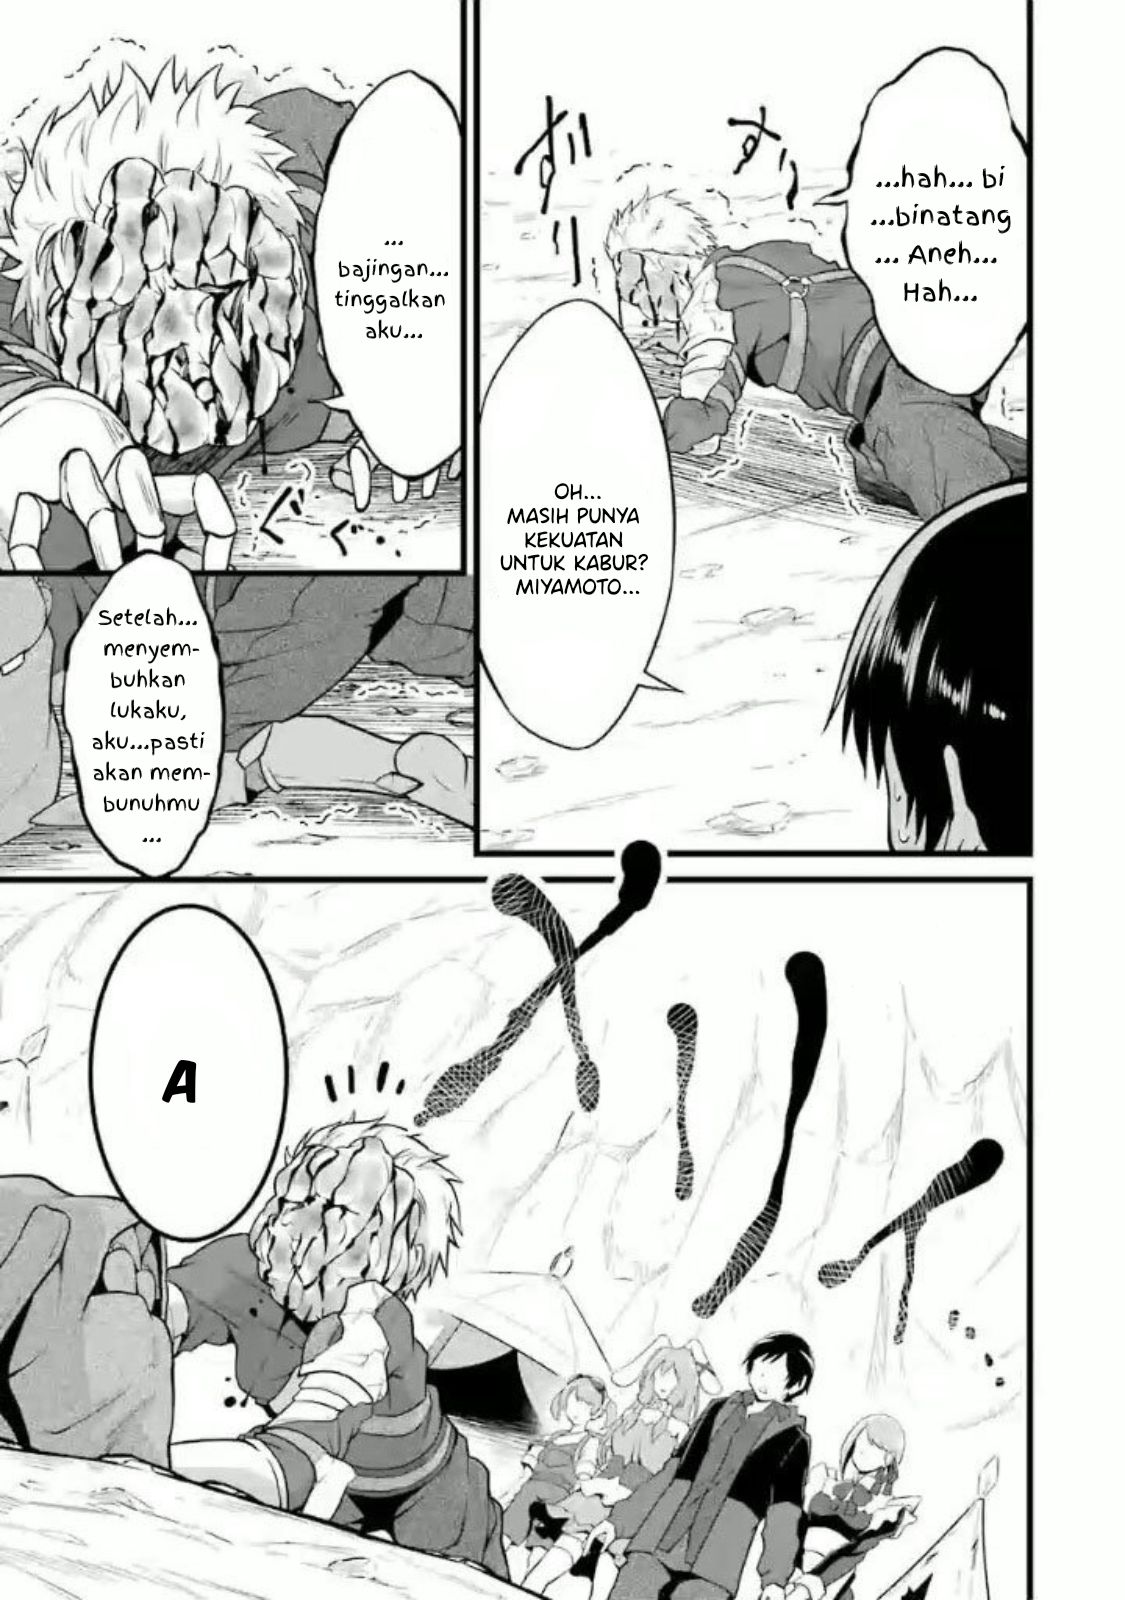 ...hah... bi
...binatang
... Aneh...
Hah...
OH...
MASIH PUNYA
KEKUATAN
UNTUK KABUR?
MIYAMOTO...
...
bajingan...
tinggalkan
aku...
Setelah...
menyem-
buhkan
lukaku,
aku...pasti
akan mem-
bunuhmu
...
A